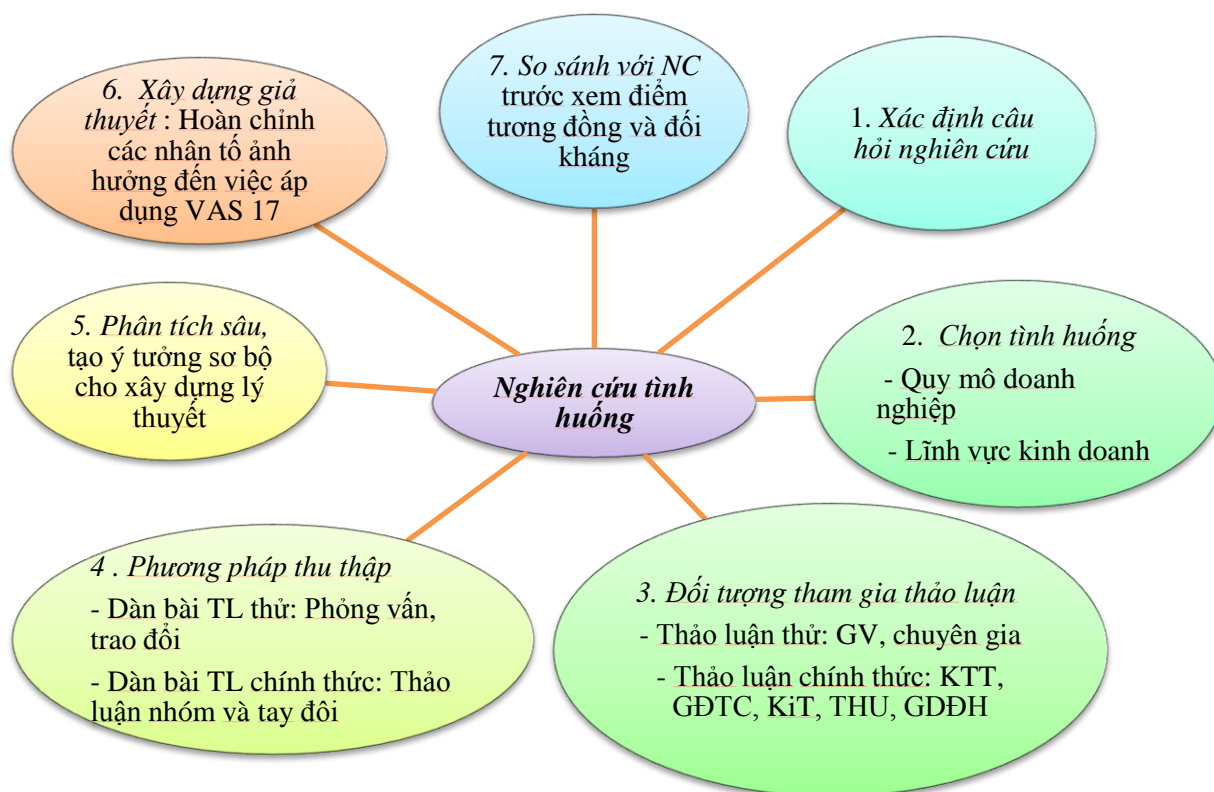 6. Xây dựng giả
thuyết : Hoàn chỉnh
các nhân tố ảnh
hưởng đến việc áp
dụng VAS 17
7. So sánh với NC
trước xem điểm
tương đồng và đối
kháng
1. Xác định câu
hỏi nghiên cứu
5. Phân tích sâu,
tạo ý tưởng sơ bộ
cho xây dựng lý
thuyết
Nghiên cứu tình
huống
2. Chọn tình huống
- Quy mô doanh
nghiệp
- Lĩnh vực kinh doanh
4 . Phương pháp thu thập
- Dàn bài TL thử: Phỏng vấn,
trao đổi
- Dàn bài TL chính thức: Thảo
luận nhóm và tay đôi
3. Đối tượng tham gia thảo luận
- Thảo luận thử: GV, chuyên gia
- Thảo luận chính thức: KTT,
GĐTC, KiT, THU, GDĐH